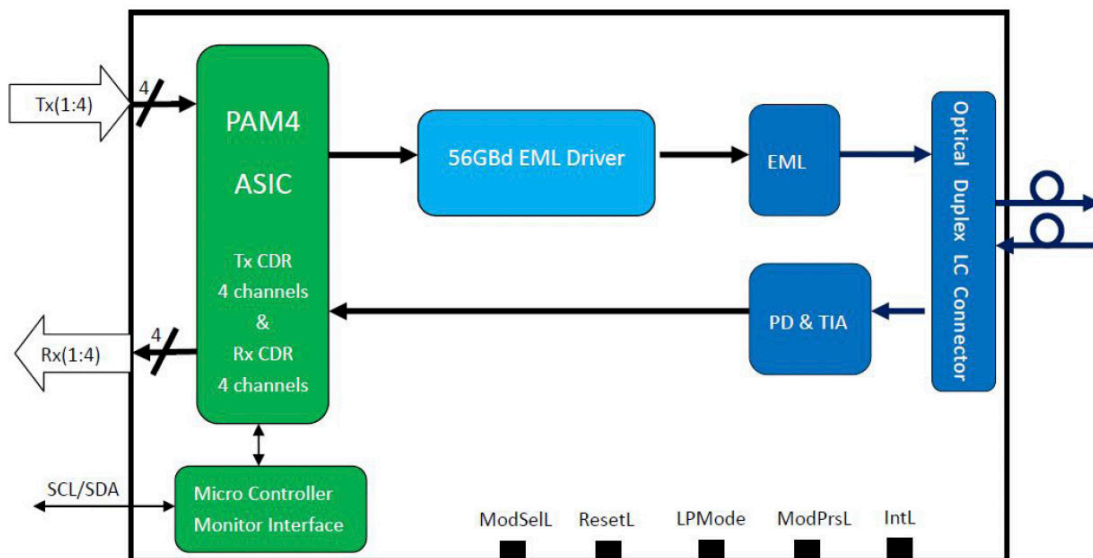 Tx(1:4)
4
PAM4
ASIC
Tx CDR
4 channels
&
Rx CDR
4 channels
56GBd EML Driver
EML
Optical Duplex LC Connector
PD & TIA
Rx(1:4)
4
SCL/SDA
Micro Controller
Monitor Interface
ModSelL
ResetL
LPMode
ModPrsL
IntL